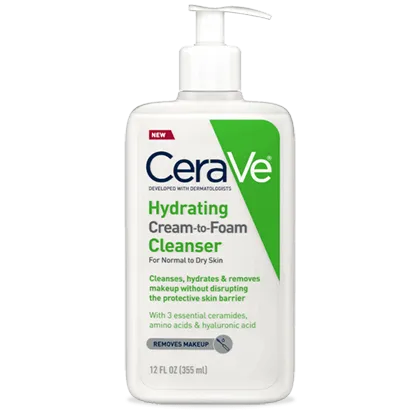 NEW
CeraVe
DEVELOPED WITH DERMATOLOGISTS
Hydrating
Cream-to-Foam
Cleanser
For Normal to Dry Skin
Cleanses, hydrates & removes
makeup without disrupting
the protective skin barrier
With 3 essential ceramides,
amino acids & hyaluronic acid
REMOVES MAKEUP
12 FL OZ (355 ml)